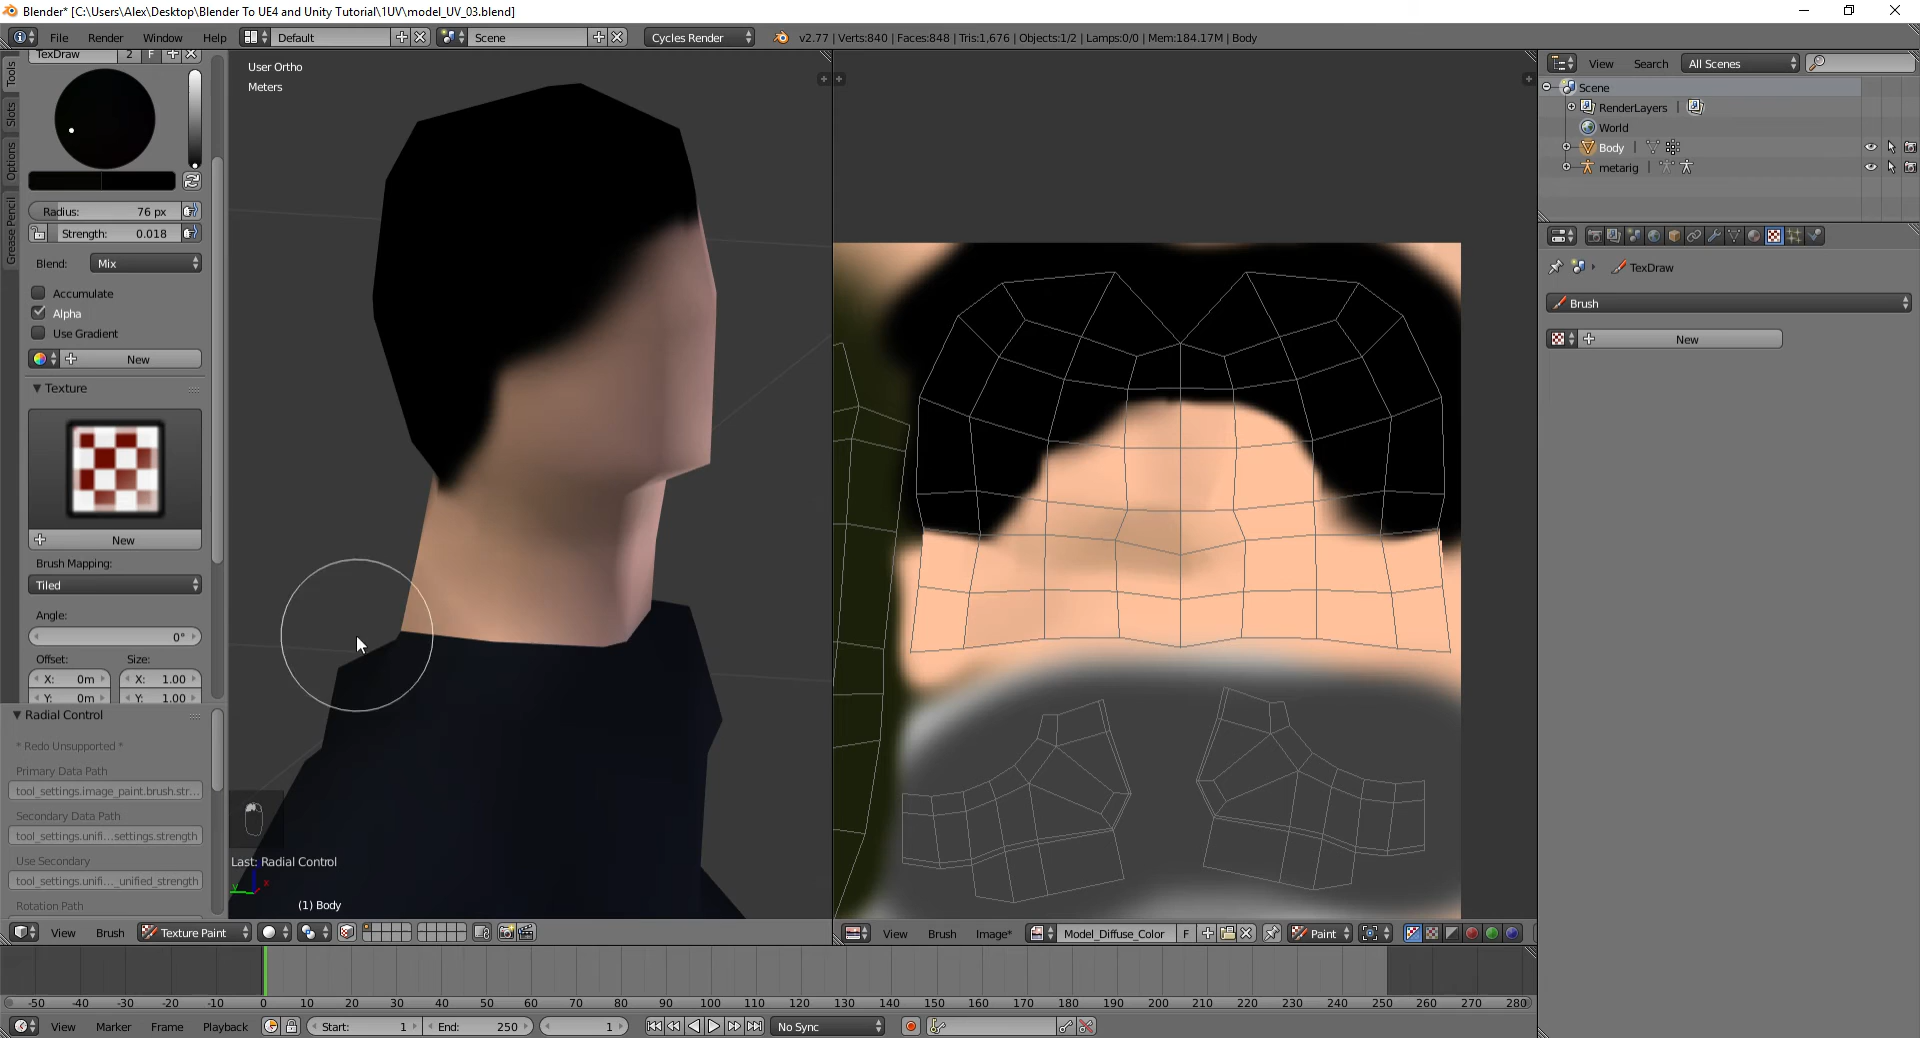 Blender* [C:\Users\Alex\Desktop\Blender To UE4 and Unity Tutorial\1UV\model_UV_03.blend]
File Render Window Help Default Scene Cycles Render v2.77 | Verts:840 | Faces:848 | Tris:1,676 | Objects:1/2 | Lamps:0/0 | Mem:184.17M | Body
Tools
Slots
Options
Grease Pencil
TexDraw 2 F
Radius: 76 px
Strength: 0.018
Blend: Mix
Accumulate
Alpha
Use Gradient
New
Texture
New
Brush Mapping:
Tiled
Angle:
0°
Offset: Size:
X: 0m X: 1.00
Y: 0m Y: 1.00
Radial Control
* Redo Unsupported *
Primary Data Path
tool_settings.image_paint.brush.str...
Secondary Data Path
tool_settings.unifi...settings.strength
Use Secondary
tool_settings.unifi..._unified_strength
Rotation Path
User Ortho
Meters
Last: Radial Control
y x
(1) Body
View Brush Texture Paint
View Brush Image* Model_Diffuse_Color F Paint
View Search All Scenes
Scene
RenderLayers
World
Body
metarig
TexDraw
Brush
New
-50 -40 -30 -20 -10 0 10 20 30 40 50 60 70 80 90 100 110 120 130 140 150 160 170 180 190 200 210 220 230 240 250 260 270 280
View Marker Frame Playback Start: 1 End: 250 1 No Sync